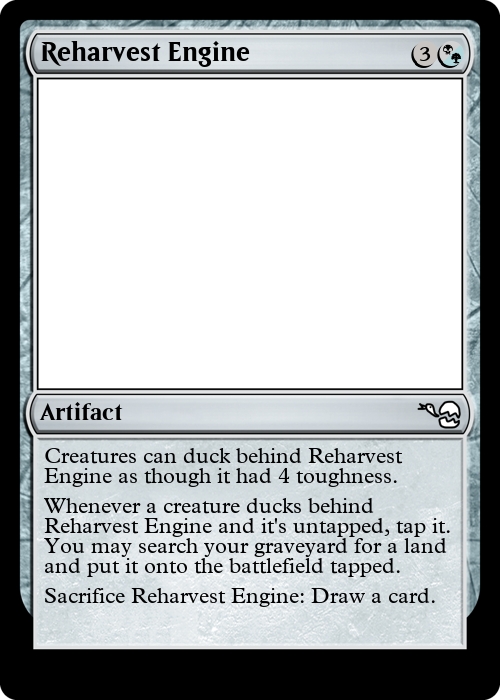 Reharvest Engine 3
Artifact
Creatures can duck behind Reharvest
Engine as though it had 4 toughness.
Whenever a creature ducks behind
Reharvest Engine and it's untapped, tap it.
You may search your graveyard for a land
and put it onto the battlefield tapped.
Sacrifice Reharvest Engine: Draw a card.